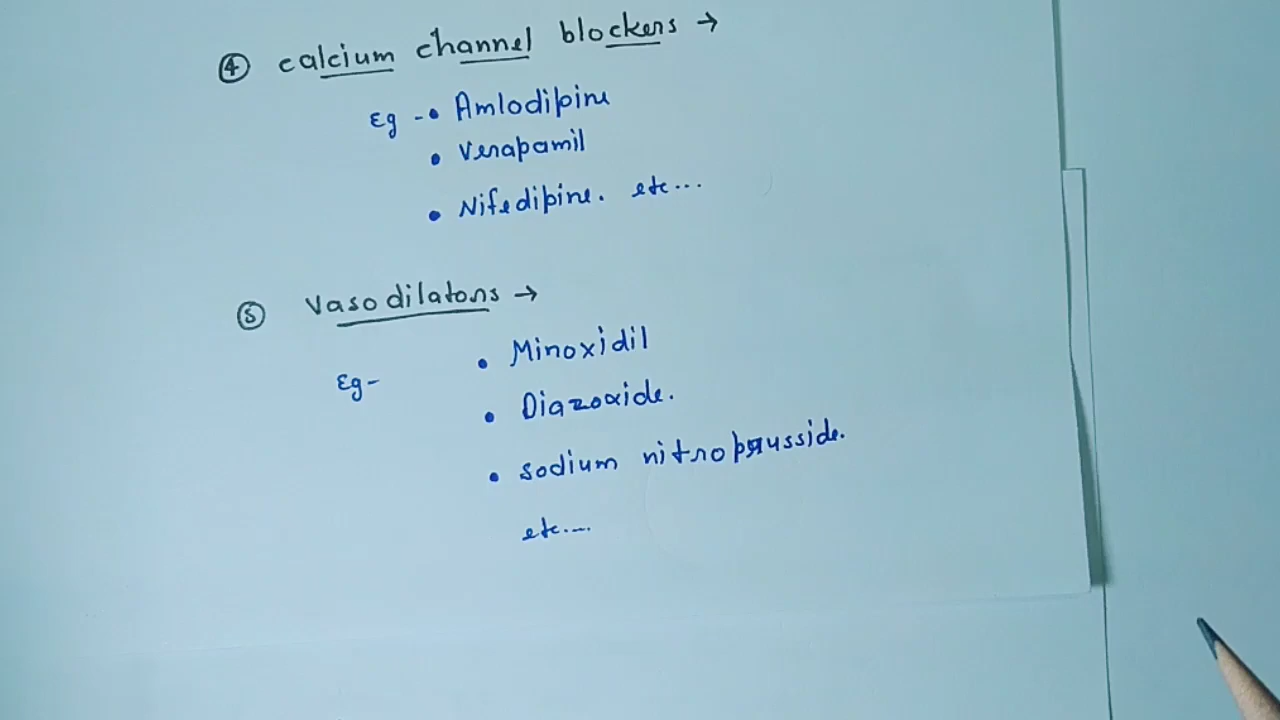 ④ calcium channel blockers →
Eg - • Amlodipine
• Verapamil
• Nifedipine. etc...
⑤ Vasodilators →
Eg - • Minoxidil
• Diazoxide.
• sodium nitroprusside.
etc....